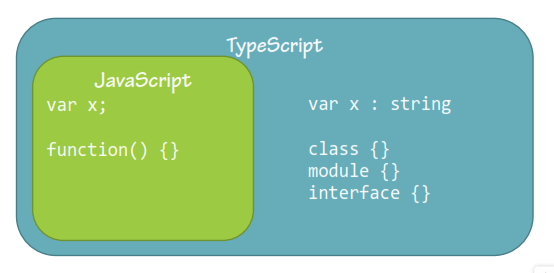 TypeScript
JavaScript
var x;
function() {}
var x : string
class {}
module {}
interface {}